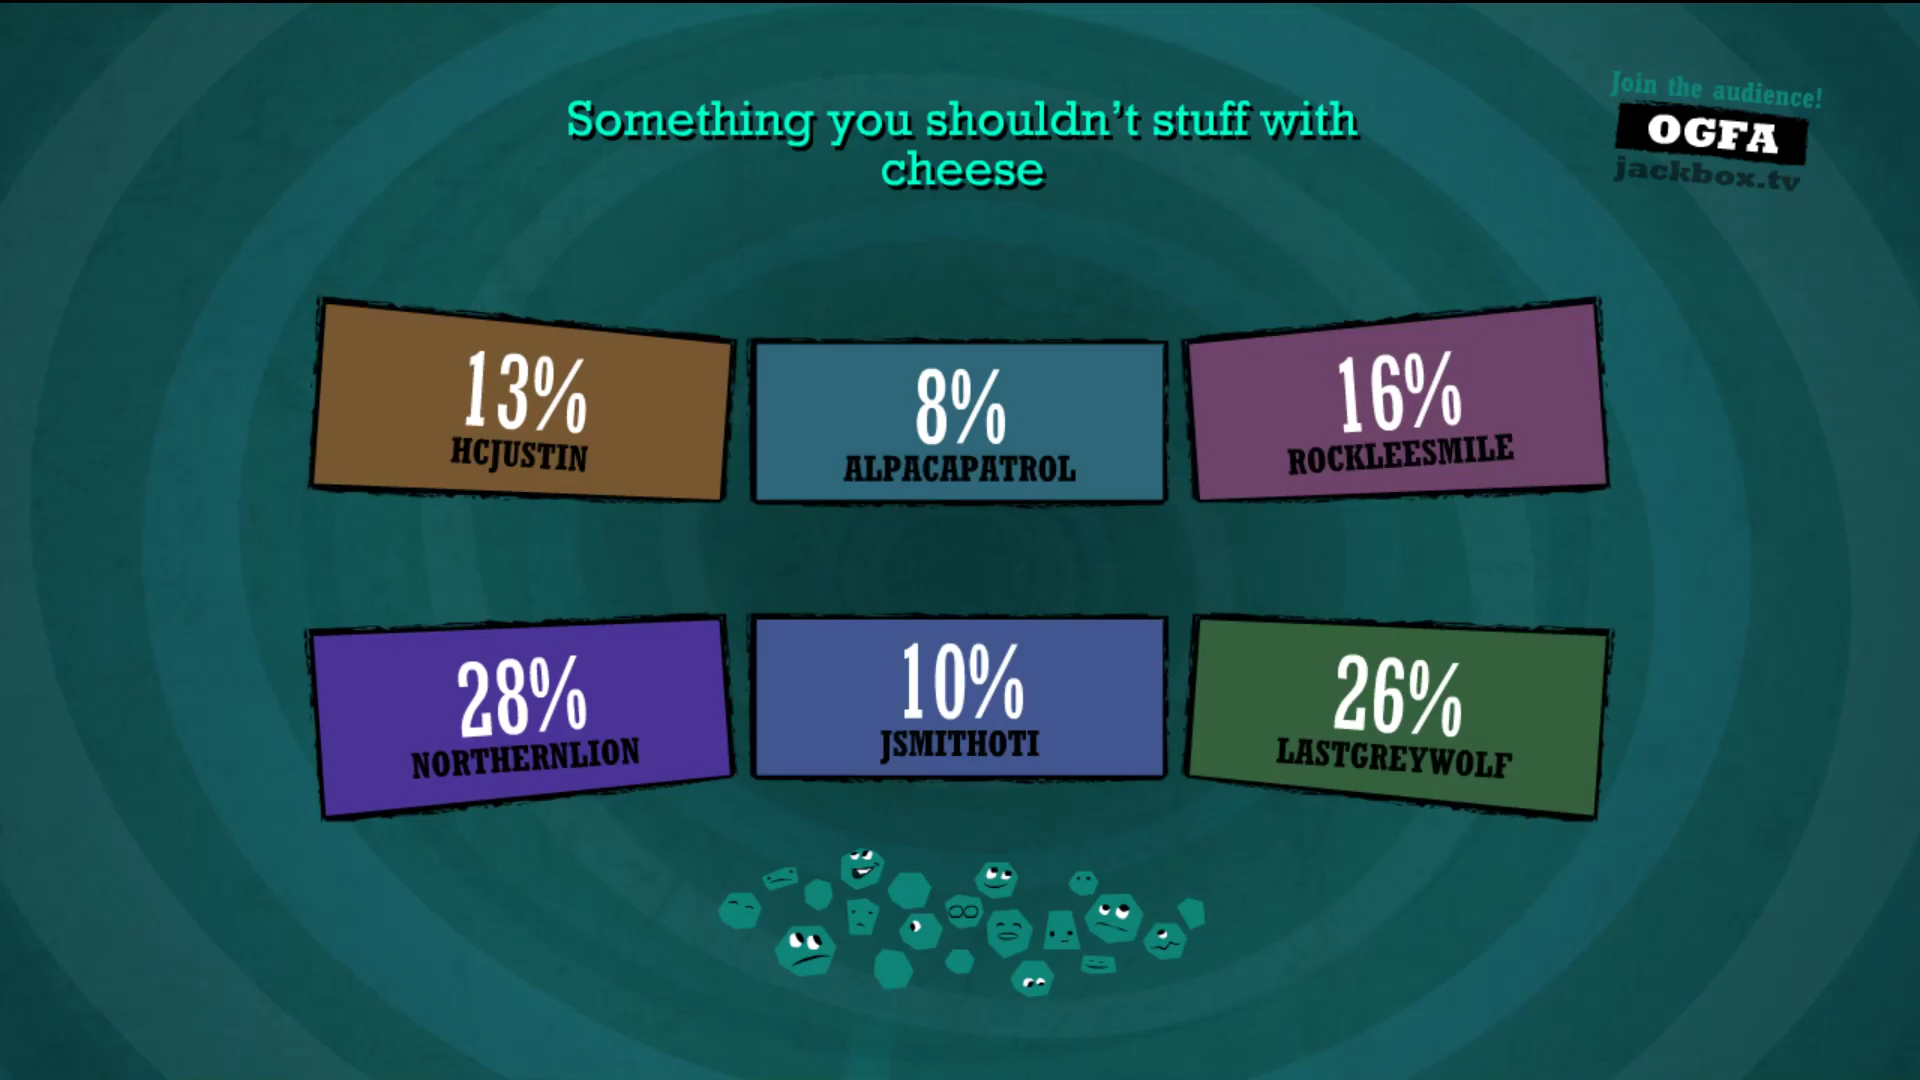 Something you shouldn't stuff with
cheese
Join the audience!
OGFA
jackbox.tv
13%
HCJUSTIN
8%
ALPACAPATROL
16%
ROCKLEESMILE
28%
NORTHERNLION
10%
JSMITHOTI
26%
LASTGREYWOLF